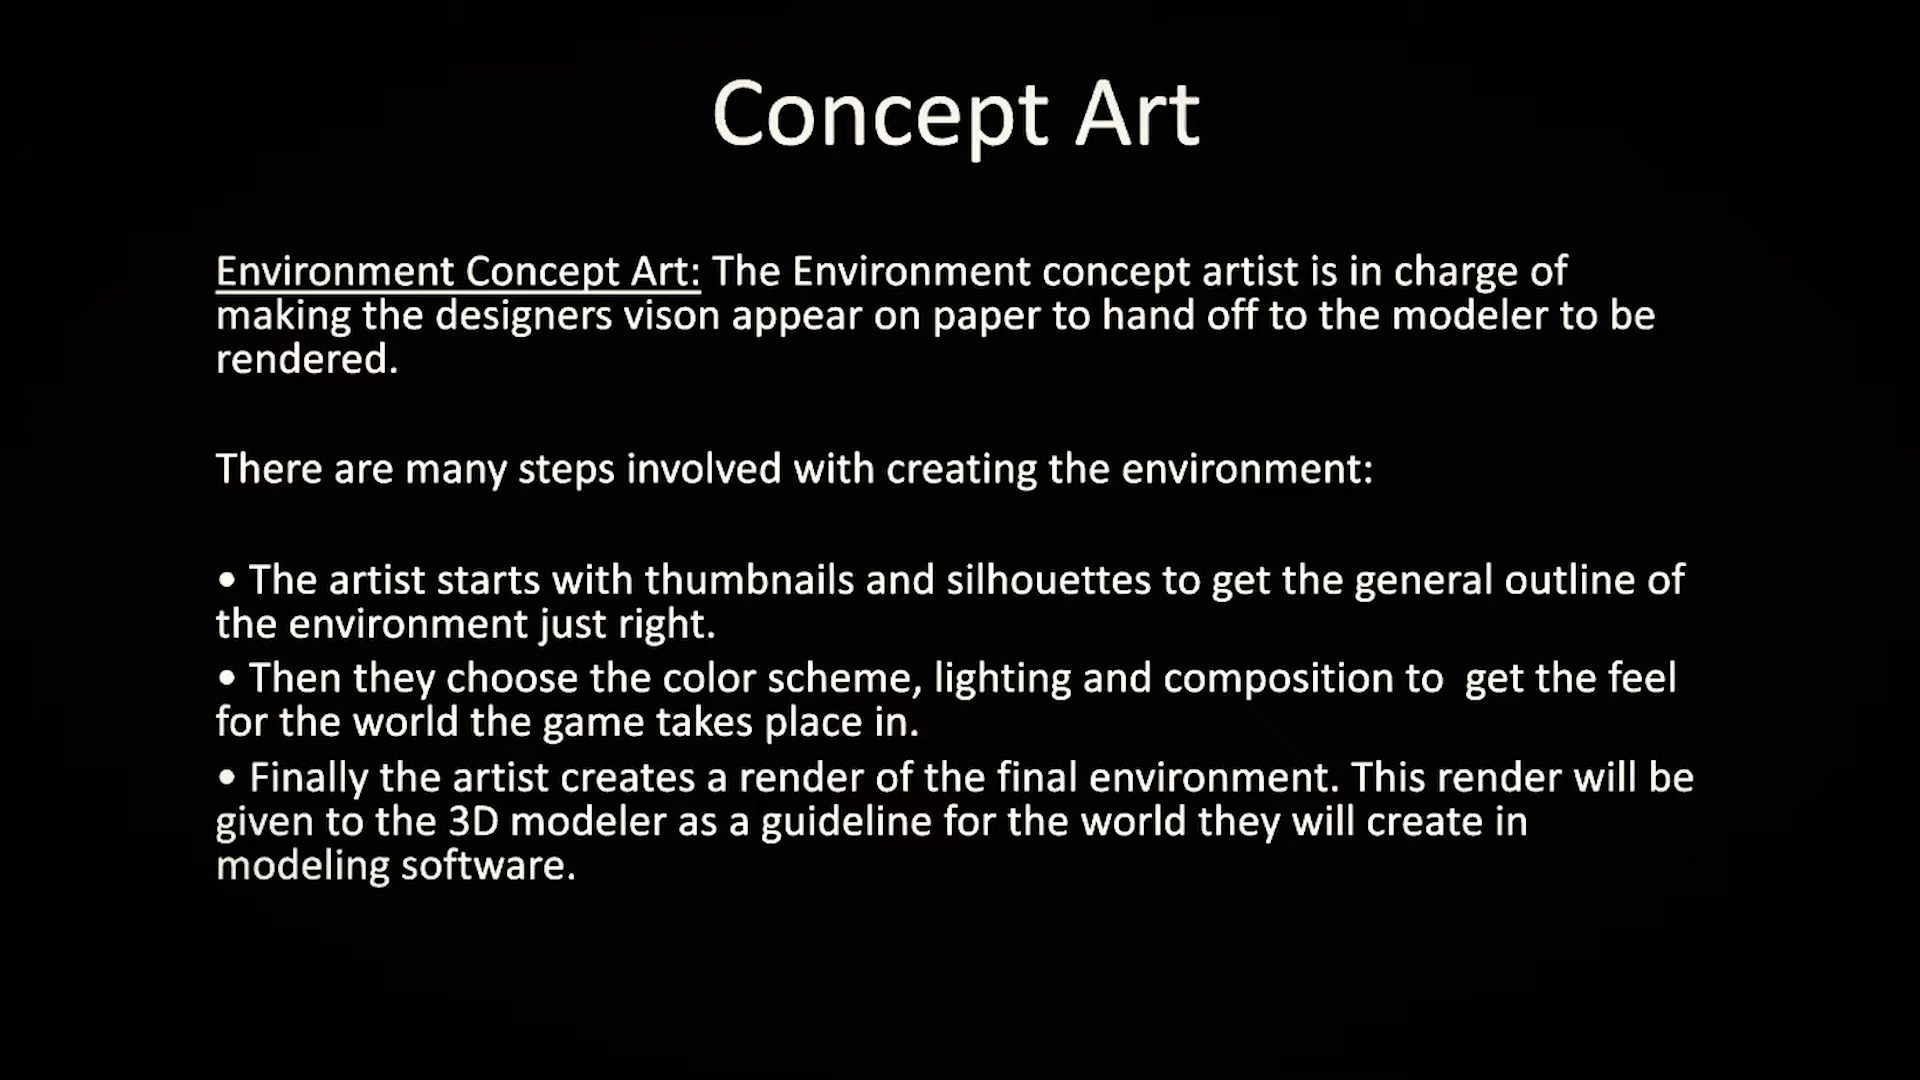 Concept Art
Environment Concept Art: The Environment concept artist is in charge of
making the designers vison appear on paper to hand off to the modeler to be
rendered.
There are many steps involved with creating the environment:
• The artist starts with thumbnails and silhouettes to get the general outline of
the environment just right.
• Then they choose the color scheme, lighting and composition to  get the feel
for the world the game takes place in.
• Finally the artist creates a render of the final environment. This render will be
given to the 3D modeler as a guideline for the world they will create in
modeling software.